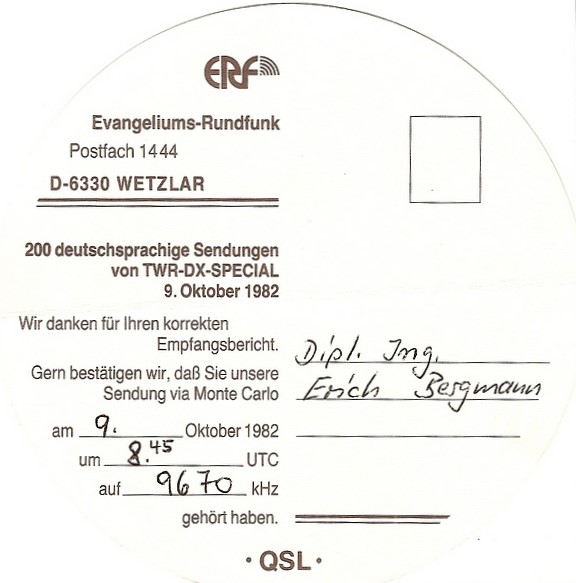 ERF
Evangeliums-Rundfunk
Postfach 1444
D-6330 WETZLAR
200 deutschsprachige Sendungen
von TWR-DX-SPECIAL
9. Oktober 1982
Wir danken für Ihren korrekten
Empfangsbericht.
Gern bestätigen wir, daß Sie unsere
Sendung via Monte Carlo
am 9. Oktober 1982
um 8.45 UTC
auf 9670 kHz
gehört haben.
Dipl. Ing.
Erich Bergmann
· QSL ·